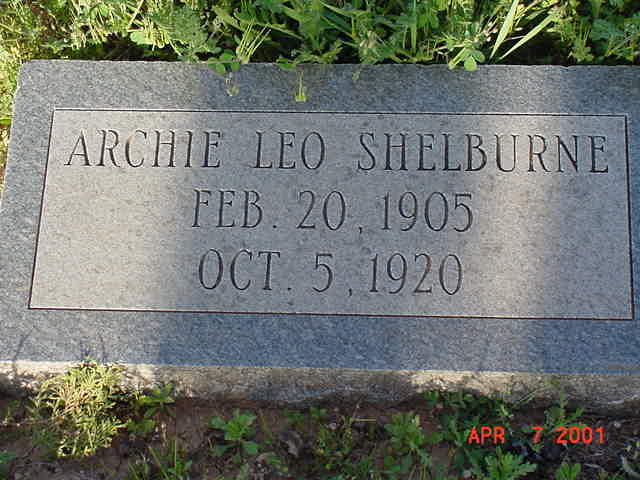 ARCHIE LEO SHELBURNE
FEB. 20, 1905
OCT. 5, 1920
APR 7 2001